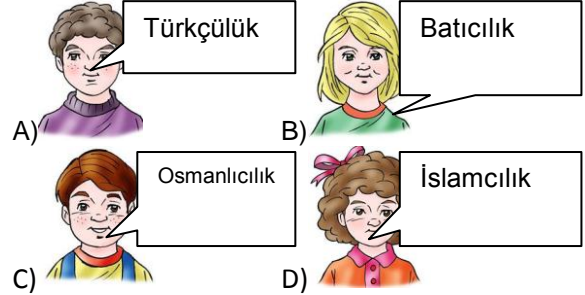 A) Türkçülük
B) Batıcılık
C) Osmanlıcılık
D) İslamcılık